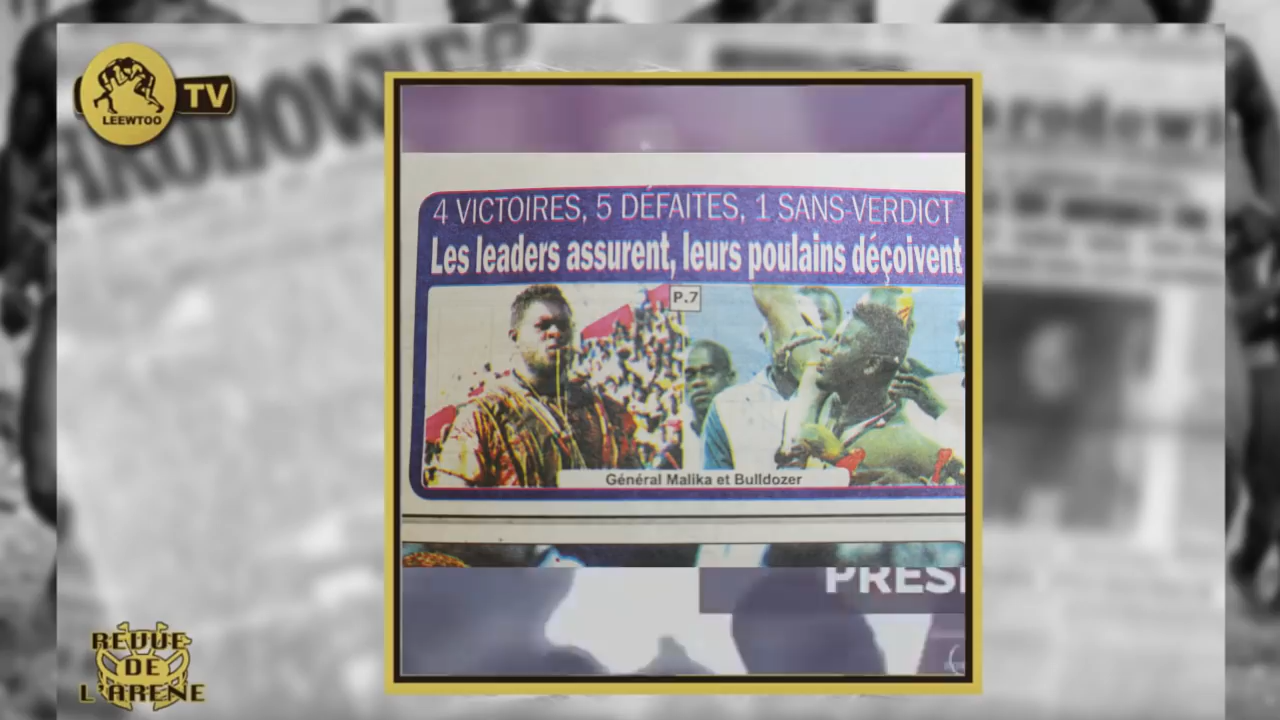 LEEWTOO
TV
4 VICTOIRES, 5 DÉFAITES, 1 SANS-VERDICT
Les leaders assurent, leurs poulains déçoivent
P.7
Général Malika et Bulldozer
PRES
REVUE
DE
L'ARENE